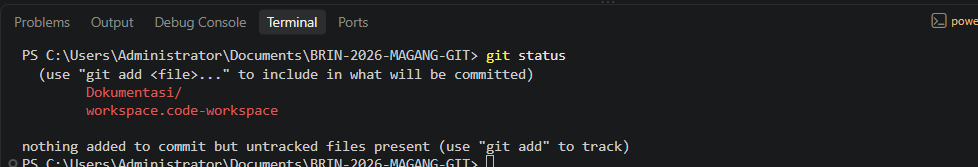 Problems Output Debug Console Terminal Ports powe
PS C:\Users\Administrator\Documents\BRIN-2026-MAGANG-GIT> git status
(use "git add <file>..." to include in what will be committed)
Dokumentasi/
workspace.code-workspace
nothing added to commit but untracked files present (use "git add" to track)
PS C:\Users\Administrator\Documents\BRIN-2026-MAGANG-GIT>